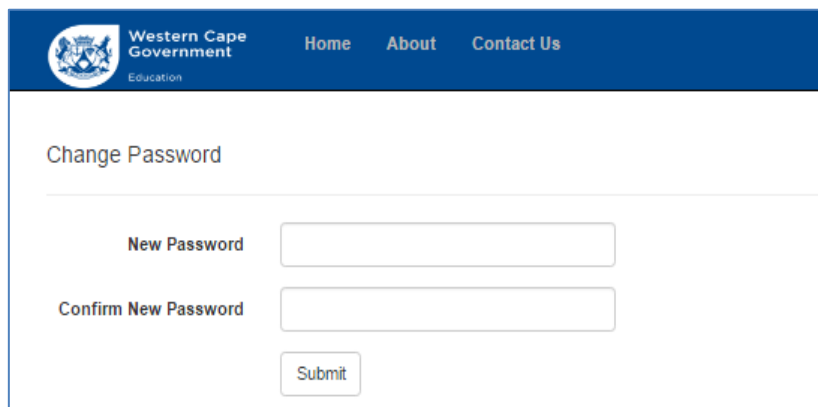 Western Cape
Government
Education
Home About Contact Us
Change Password
New Password
Confirm New Password
Submit